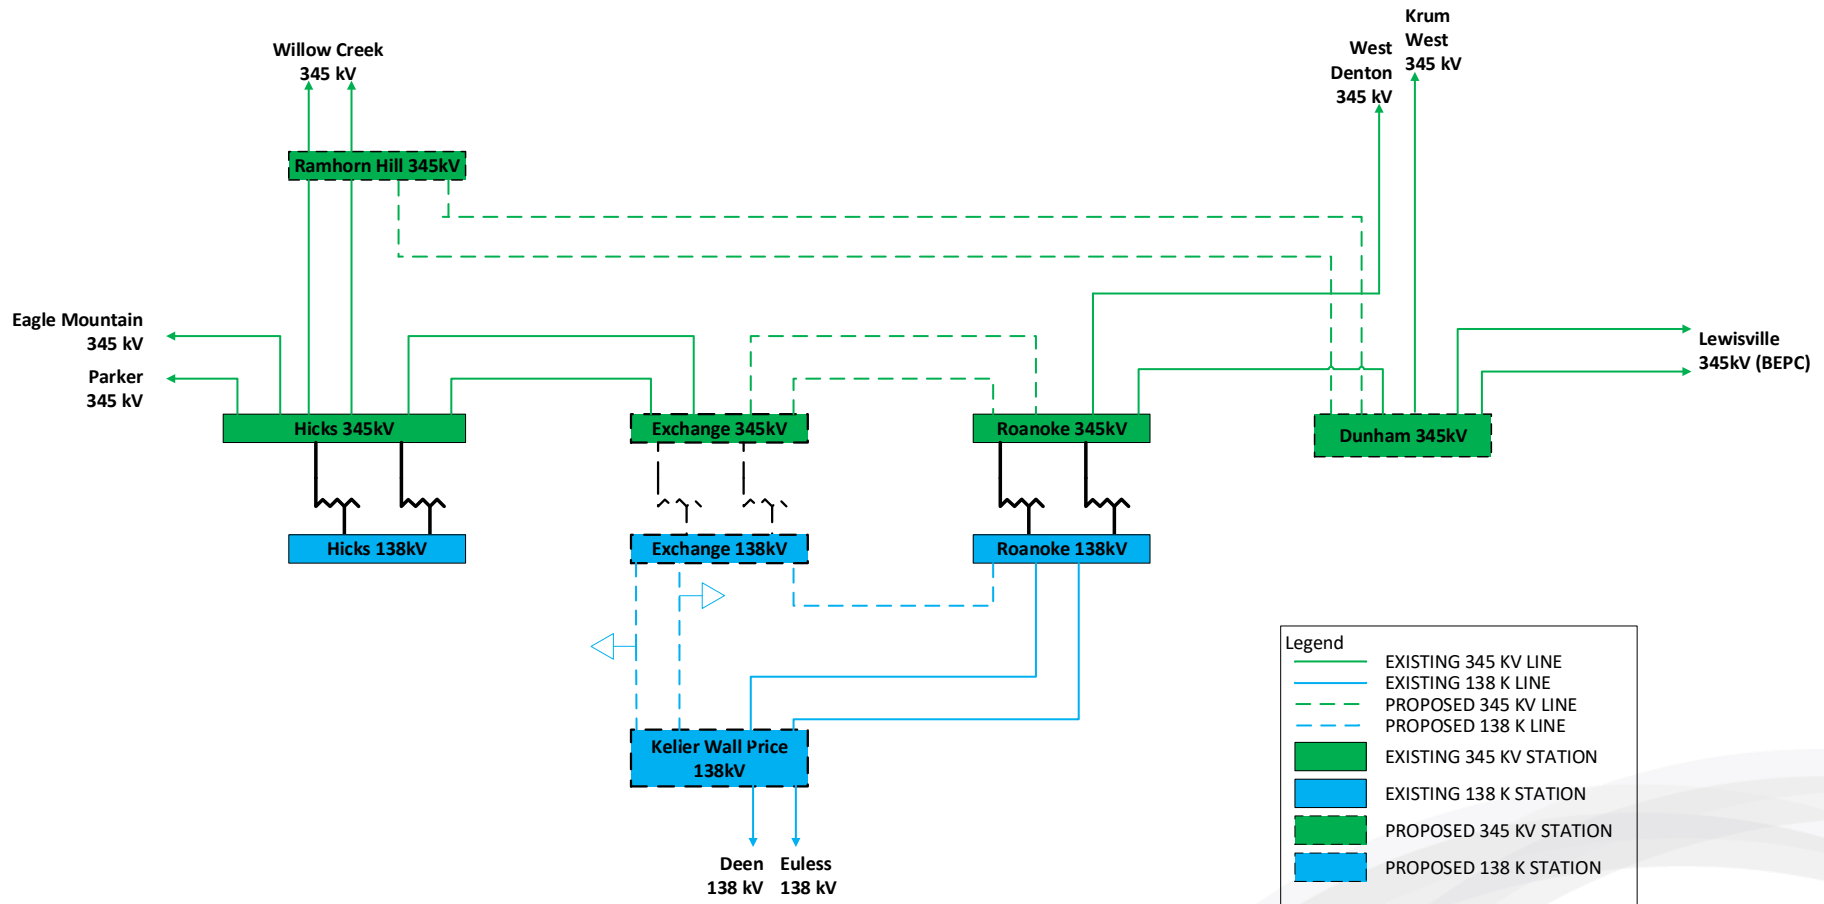 Krum
West
345 kV
West
Denton
345 kV
Willow Creek
345 kV
Ramhorn Hill 345kV
Eagle Mountain
345 kV
Parker
345 kV
Lewisville
345kV (BEPC)
Hicks 345kV
Exchange 345kV
Roanoke 345kV
Dunham 345kV
Hicks 138kV
Exchange 138kV
Roanoke 138kV
Keller Wall Price
138kV
Deen
138 kV
Euless
138 kV
Legend
EXISTING 345 KV LINE
EXISTING 138 K LINE
PROPOSED 345 KV LINE
PROPOSED 138 K LINE
EXISTING 345 KV STATION
EXISTING 138 K STATION
PROPOSED 345 KV STATION
PROPOSED 138 K STATION